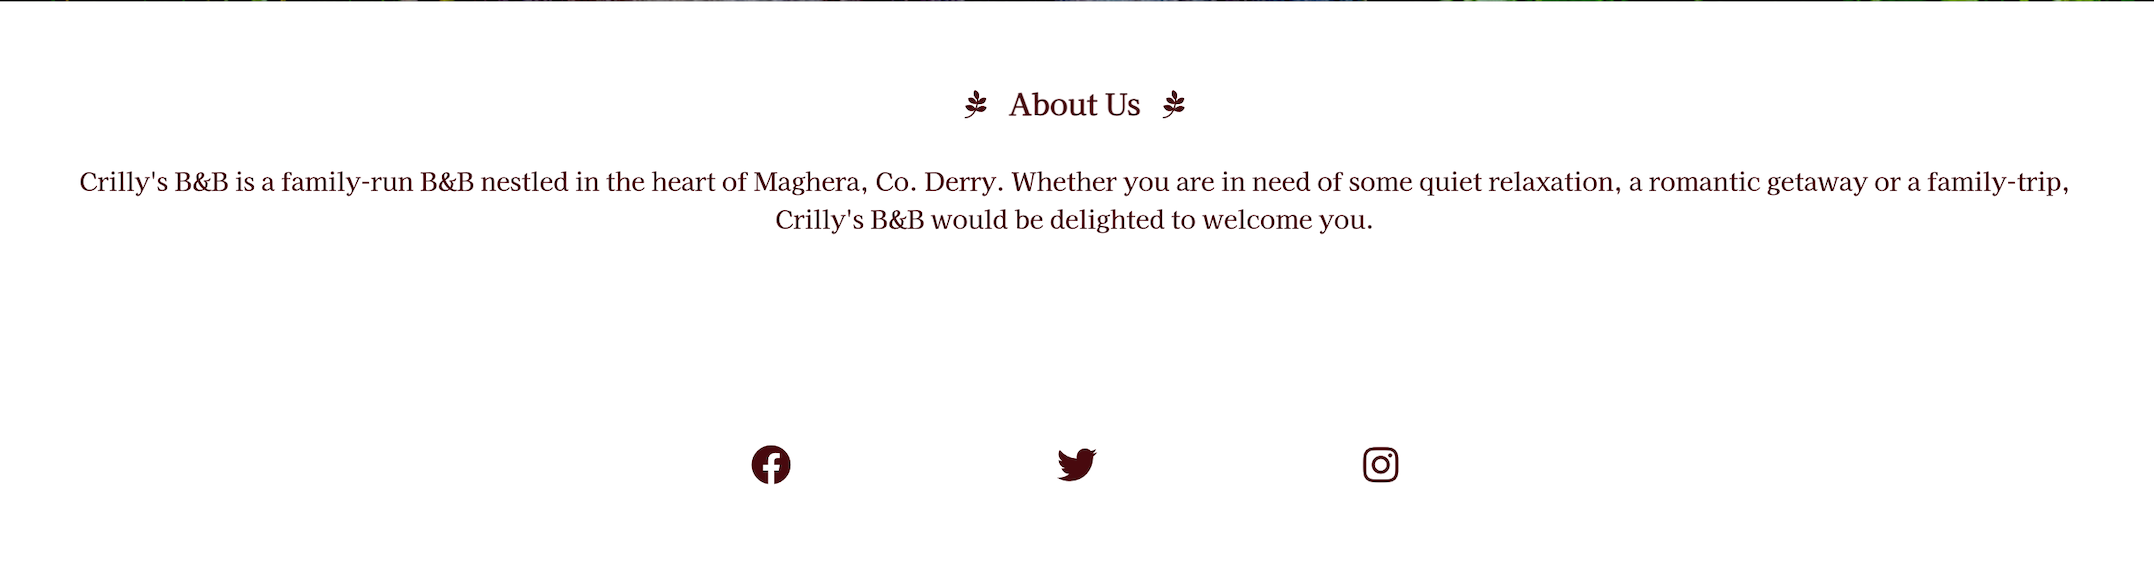 About Us
Crilly's B&B is a family-run B&B nestled in the heart of Maghera, Co. Derry. Whether you are in need of some quiet relaxation, a romantic getaway or a family-trip,
Crilly's B&B would be delighted to welcome you.